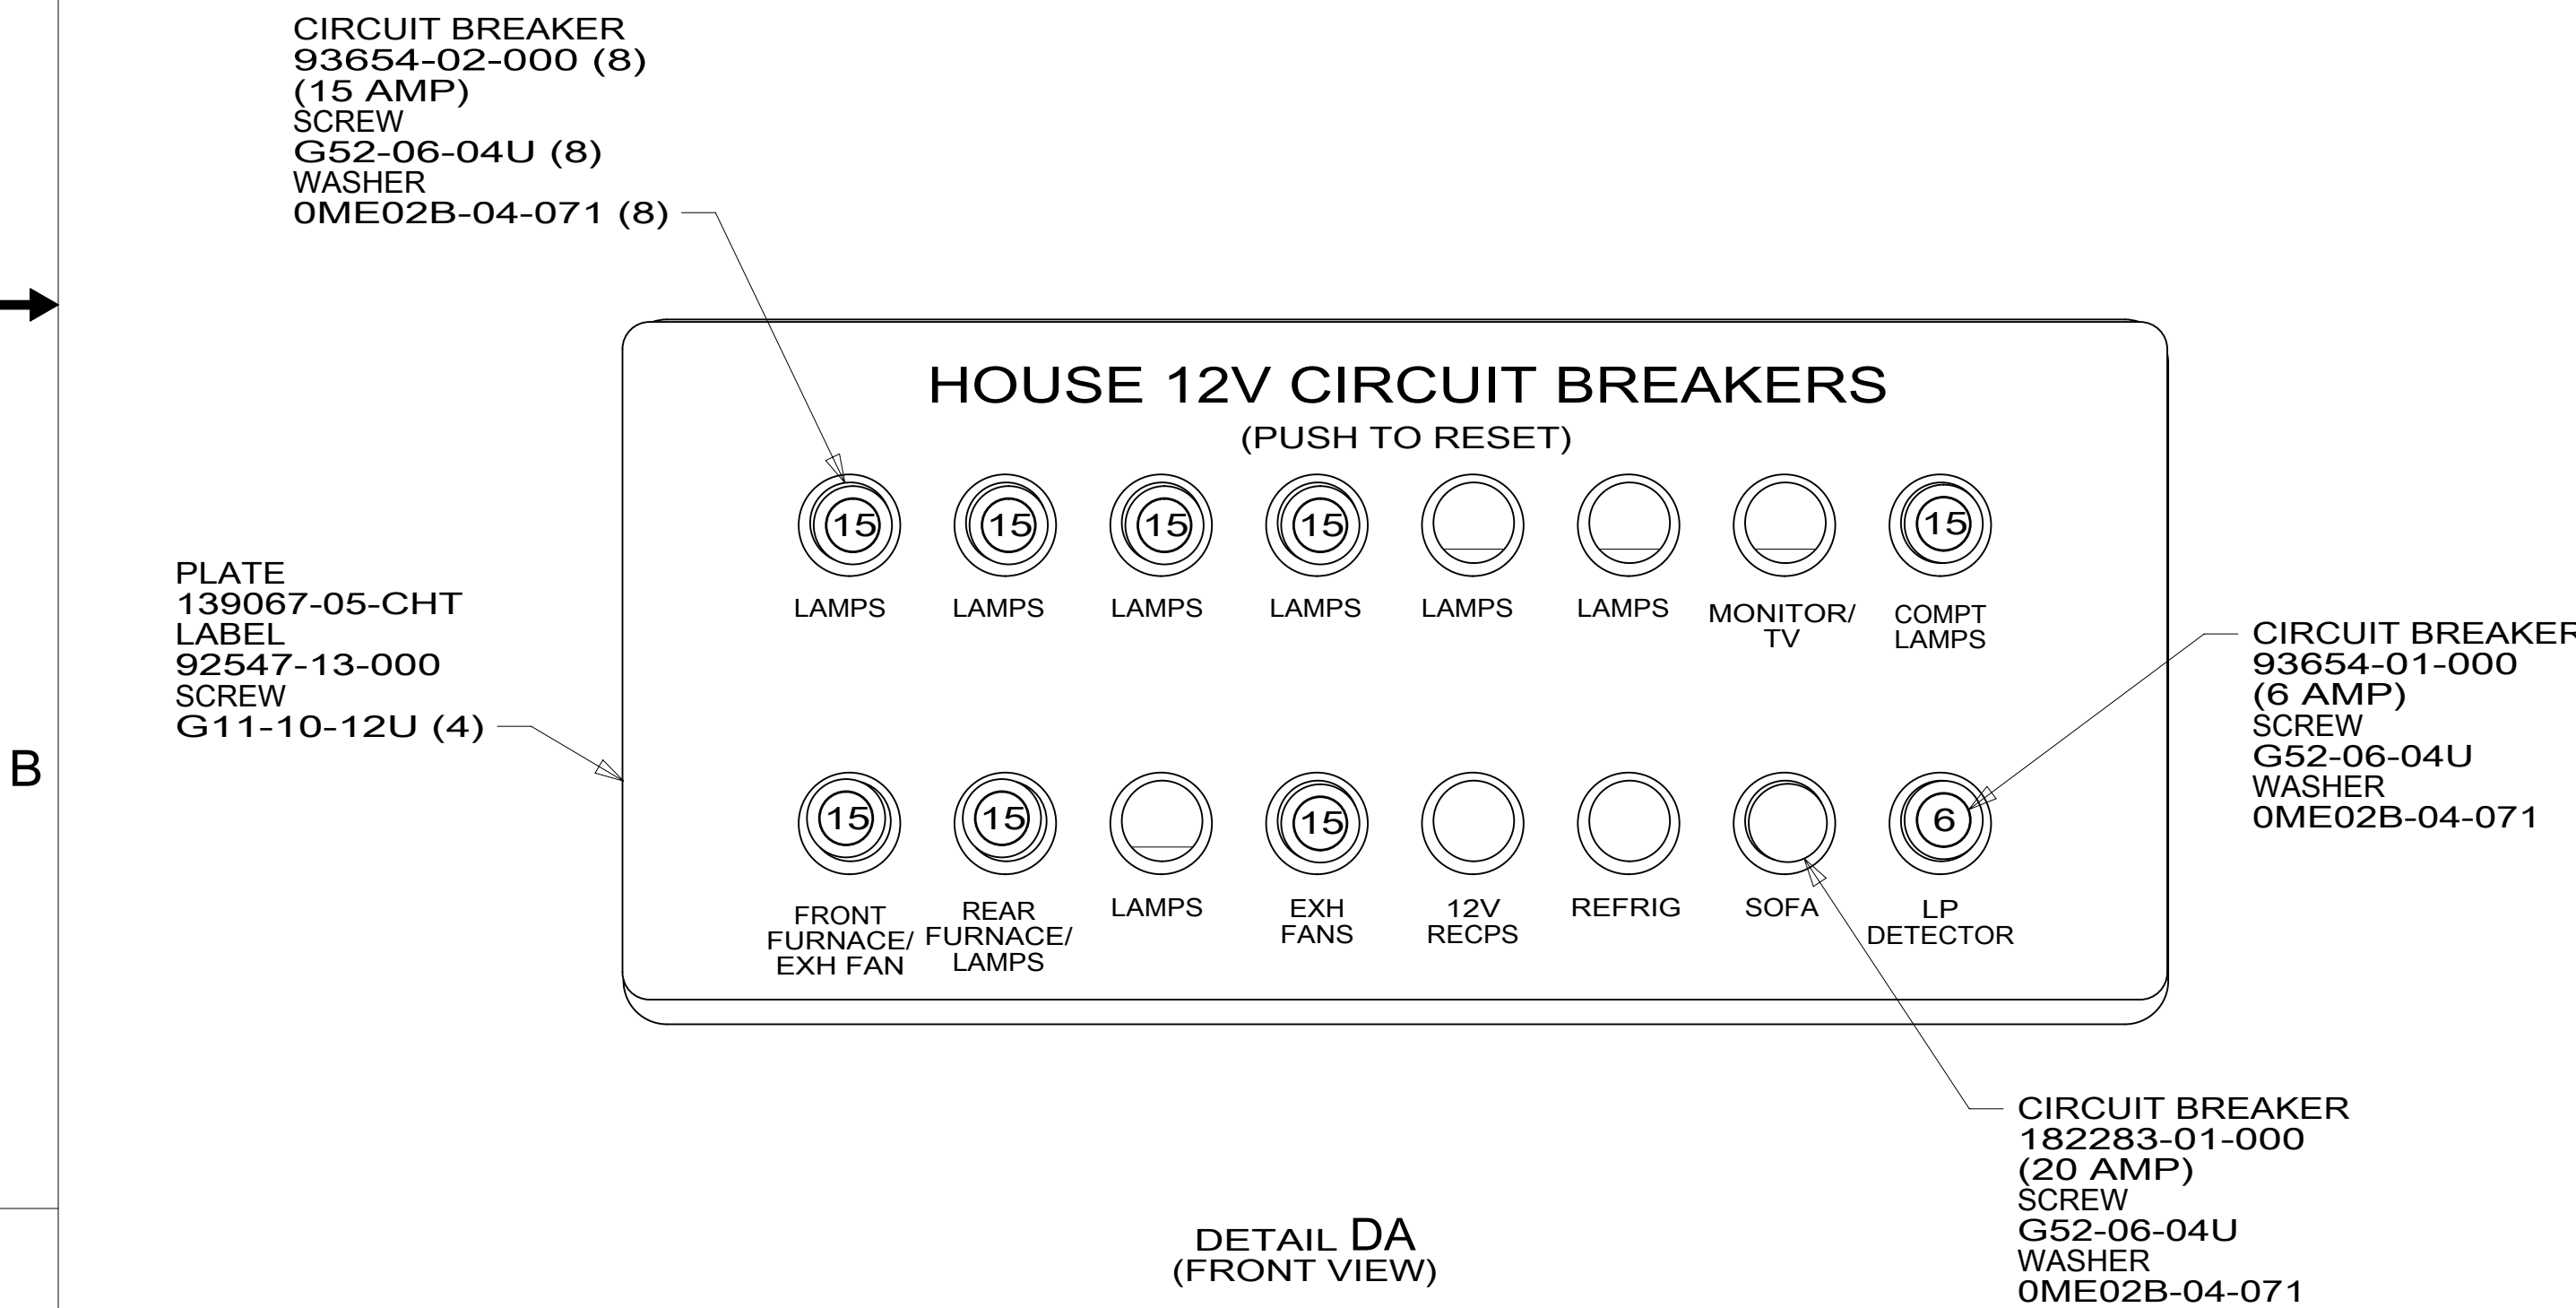 CIRCUIT BREAKER
93654-02-000 (8)
(15 AMP)
SCREW
G52-06-04U (8)
WASHER
0ME02B-04-071 (8)
HOUSE 12V CIRCUIT BREAKERS
(PUSH TO RESET)
15 15 15 15 15
LAMPS LAMPS LAMPS LAMPS LAMPS LAMPS MONITOR/ COMPT
TV LAMPS
PLATE
139067-05-CHT
LABEL
92547-13-000
SCREW
G11-10-12U (4)
B
CIRCUIT BREAKER
93654-01-000
(6 AMP)
SCREW
G52-06-04U
WASHER
0ME02B-04-071
15 15 15 6
FRONT REAR LAMPS EXH 12V REFRIG SOFA LP
FURNACE/ FURNACE/ FANS RECPS DETECTOR
EXH FAN LAMPS
CIRCUIT BREAKER
182283-01-000
(20 AMP)
SCREW
G52-06-04U
WASHER
0ME02B-04-071
DETAIL DA
(FRONT VIEW)